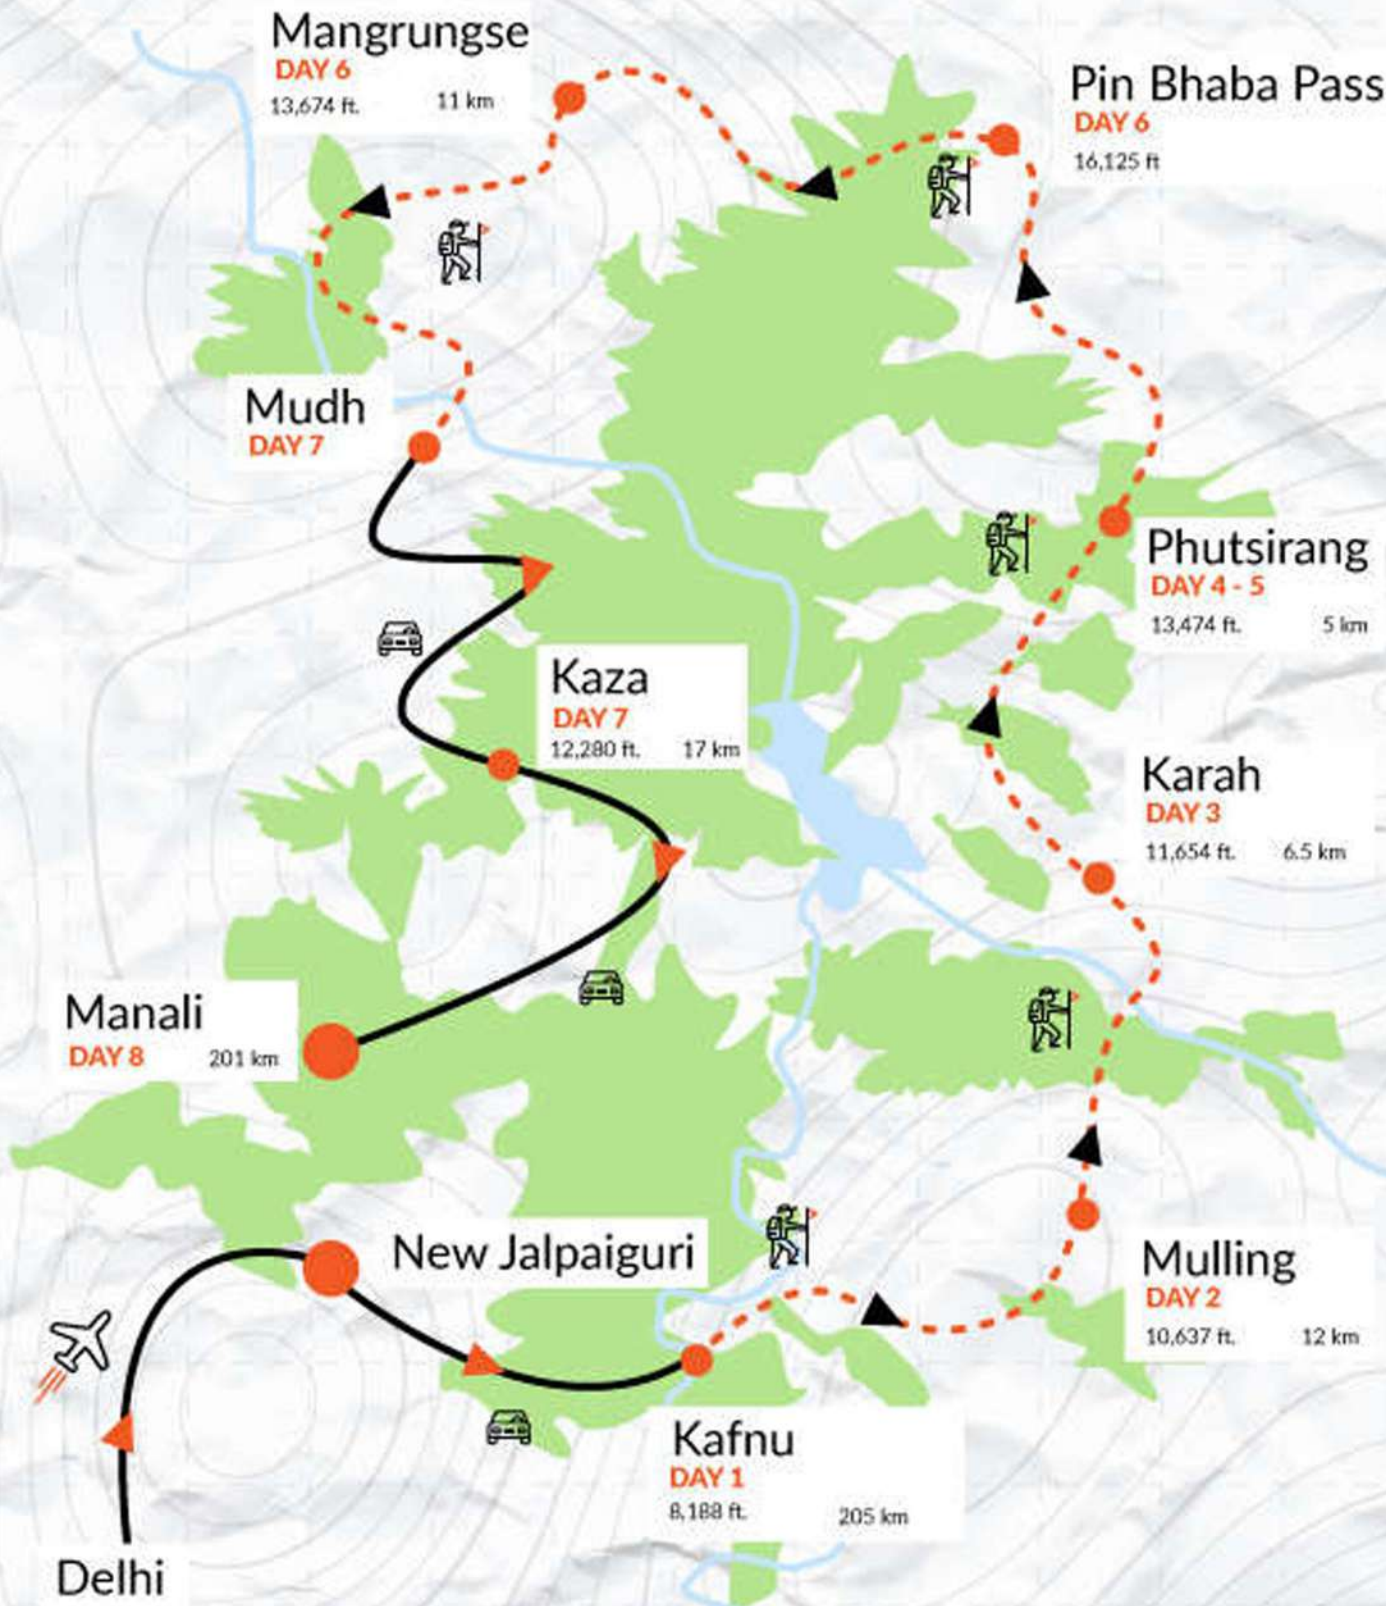 Mangrungse
DAY 6
13,674 ft. 11 km
Pin Bhaba Pass
DAY 6
16,125 ft
Mudh
DAY 7
Phutsirang
DAY 4 - 5
13,474 ft. 5 km
Kaza
DAY 7
12,280 ft. 17 km
Karah
DAY 3
11,654 ft. 6.5 km
Manali
DAY 8 201 km
New Jalpaiguri
Mulling
DAY 2
10,637 ft. 12 km
Kafnu
DAY 1
8,188 ft. 205 km
Delhi